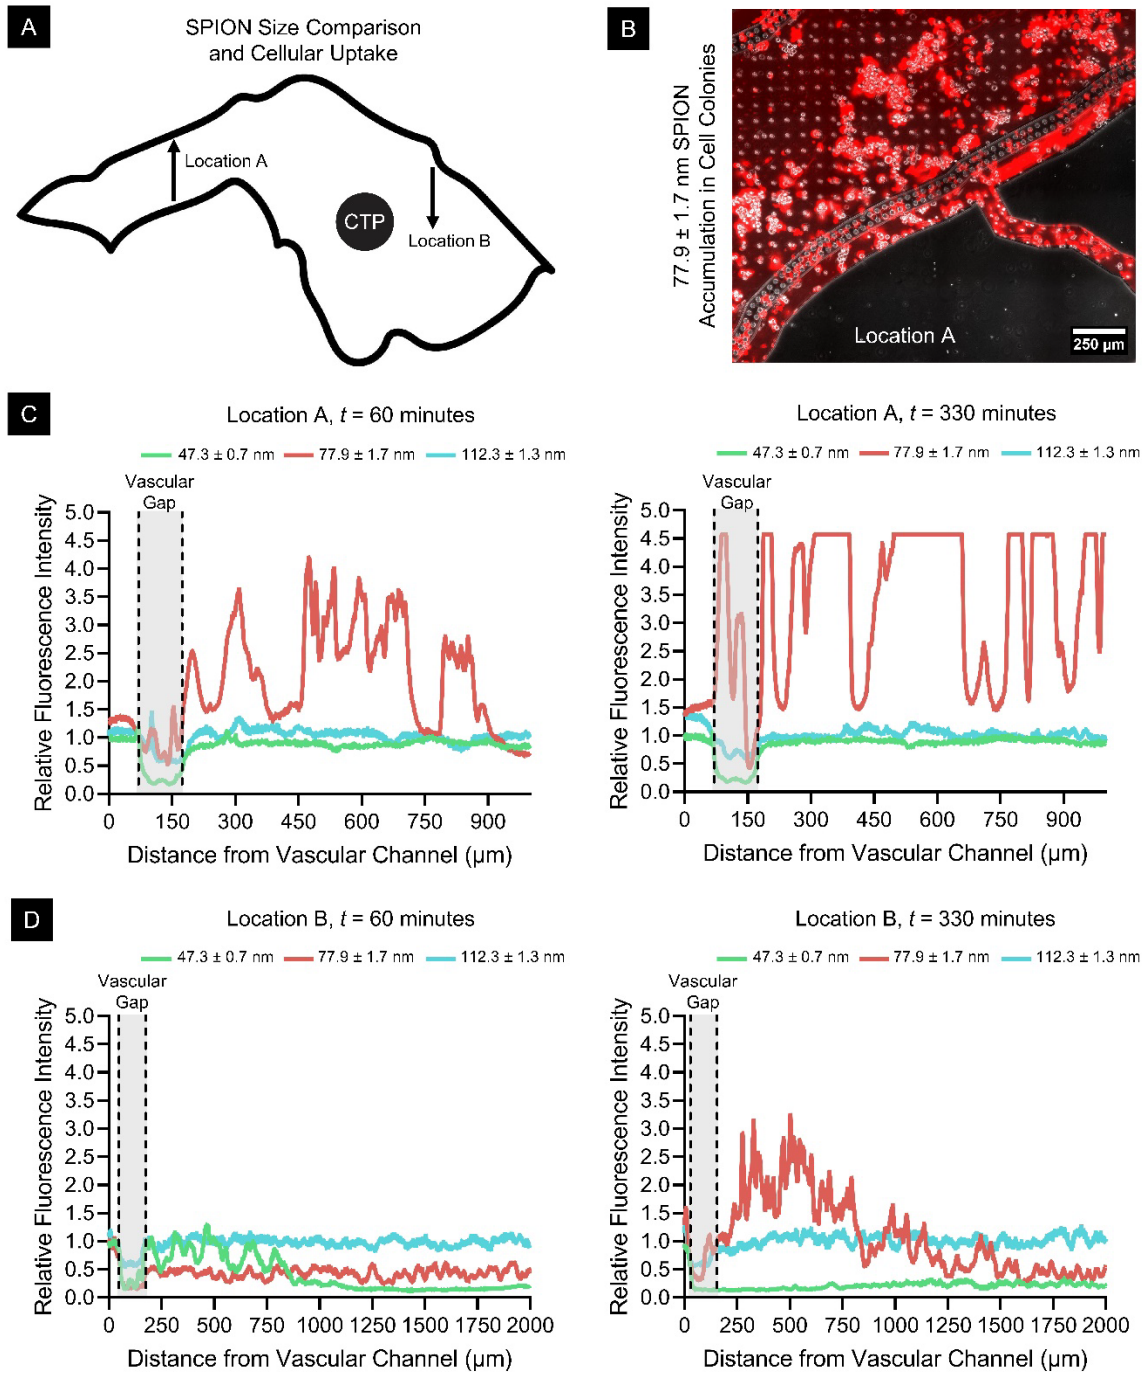 A
SPION Size Comparison
and Cellular Uptake
Location A
CTP
Location B
B
77.9 ± 1.7 nm SPION
Accumulation in Cell Colonies
Location A
250 µm
C
Location A, t = 60 minutes
47.3 ± 0.7 nm 77.9 ± 1.7 nm 112.3 ± 1.3 nm
Vascular
Gap
Relative Fluorescence Intensity
5.0
4.5
4.0
3.5
3.0
2.5
2.0
1.5
1.0
0.5
0.0
0 150 300 450 600 750 900
Distance from Vascular Channel (µm)
Location A, t = 330 minutes
47.3 ± 0.7 nm 77.9 ± 1.7 nm 112.3 ± 1.3 nm
Vascular
Gap
Relative Fluorescence Intensity
5.0
4.5
4.0
3.5
3.0
2.5
2.0
1.5
1.0
0.5
0.0
0 150 300 450 600 750 900
Distance from Vascular Channel (µm)
D
Location B, t = 60 minutes
47.3 ± 0.7 nm 77.9 ± 1.7 nm 112.3 ± 1.3 nm
Vascular
Gap
Relative Fluorescence Intensity
5.0
4.5
4.0
3.5
3.0
2.5
2.0
1.5
1.0
0.5
0.0
0 250 500 750 1000 1250 1500 1750 2000
Distance from Vascular Channel (µm)
Location B, t = 330 minutes
47.3 ± 0.7 nm 77.9 ± 1.7 nm 112.3 ± 1.3 nm
Vascular
Gap
Relative Fluorescence Intensity
5.0
4.5
4.0
3.5
3.0
2.5
2.0
1.5
1.0
0.5
0.0
0 250 500 750 1000 1250 1500 1750 2000
Distance from Vascular Channel (µm)